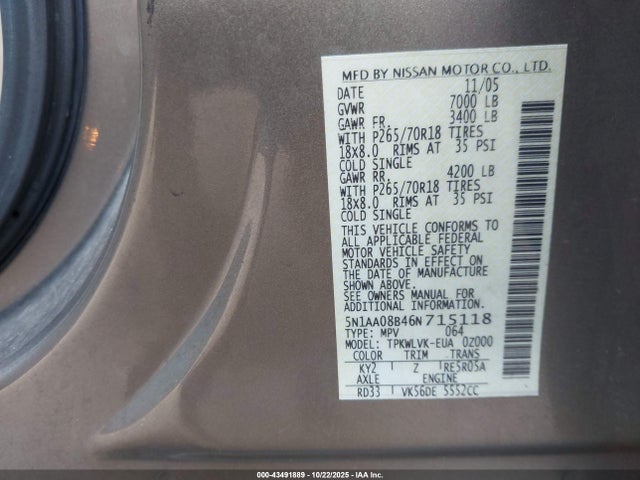 MFD BY NISSAN MOTOR CO., LTD.
DATE 11/05
GVWR 7000 LB
GAWR FR. 3400 LB
WITH P265/70R18 TIRES
18x8.0 RIMS AT 35 PSI
COLD SINGLE
GAWR RR. 4200 LB
WITH P265/70R18 TIRES
18x8.0 RIMS AT 35 PSI
COLD SINGLE
THIS VEHICLE CONFORMS TO
ALL APPLICABLE FEDERAL
MOTOR VEHICLE SAFETY
STANDARDS IN EFFECT ON
THE DATE OF MANUFACTURE
SHOWN ABOVE.
SEE OWNERS MANUAL FOR
ADDITIONAL INFORMATION.
5N1AA08B46N715118
TYPE: MPV 064
MODEL: TPKWLVK-EUA 0Z000
COLOR TRIM TRANS
KY2 Z RE5R05A
AXLE ENGINE
RD33 VK56DE 5552CC
000-43491889 - 10/22/2025 - IAA Inc.